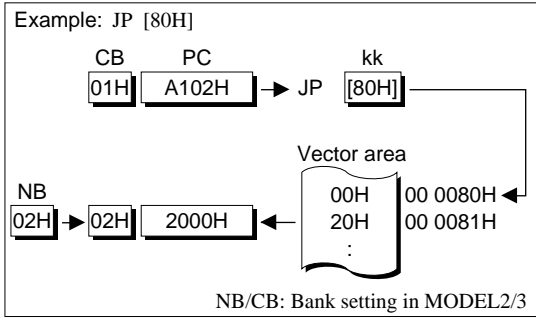 Example: JP [80H]
CB PC kk
01H A102H JP [80H]
Vector area
NB 00H 00 0080H
02H 02H 2000H 20H 00 0081H
:
NB/CB: Bank setting in MODEL2/3